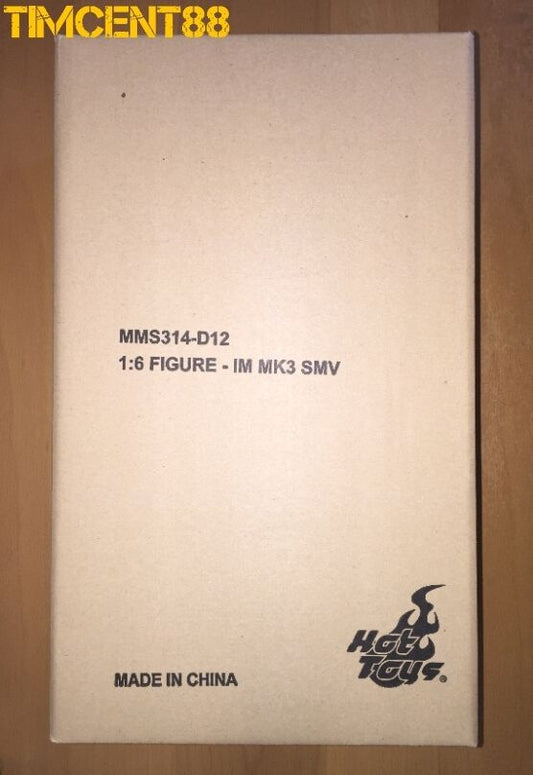 TIMCENT88
MMS314-D12
1:6 FIGURE - IM MK3 SMV
Hot
Toys®
MADE IN CHINA